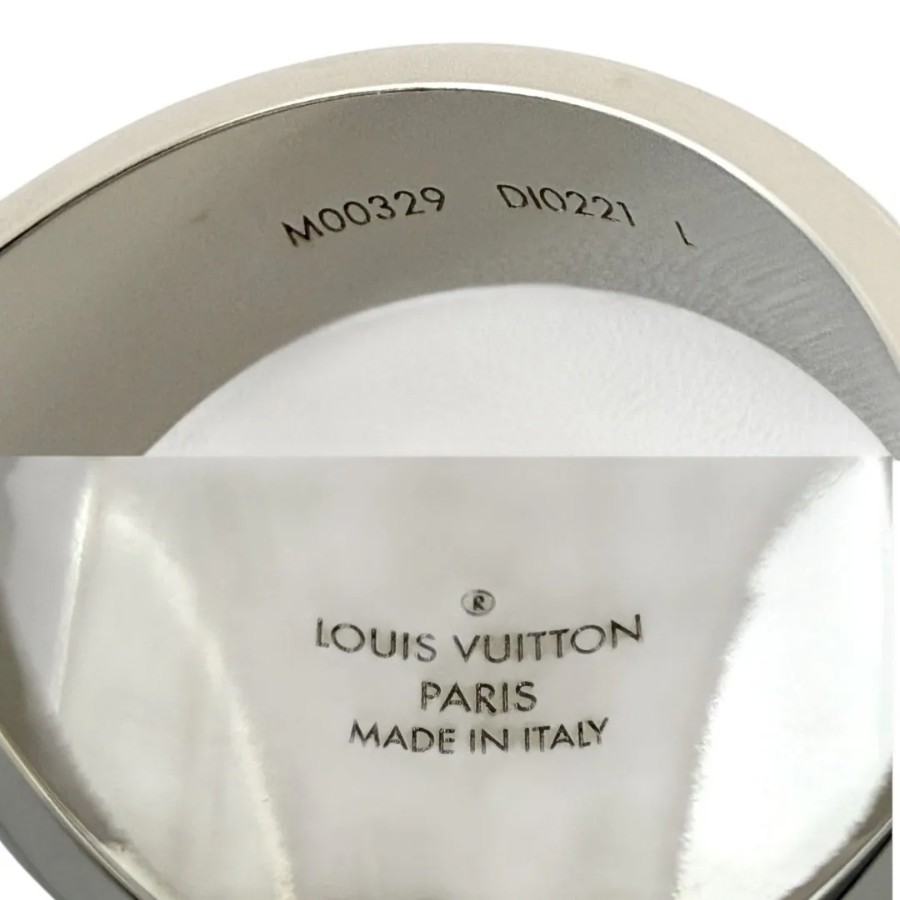 M00329 DI0221 L
®
LOUIS VUITTON
PARIS
MADE IN ITALY